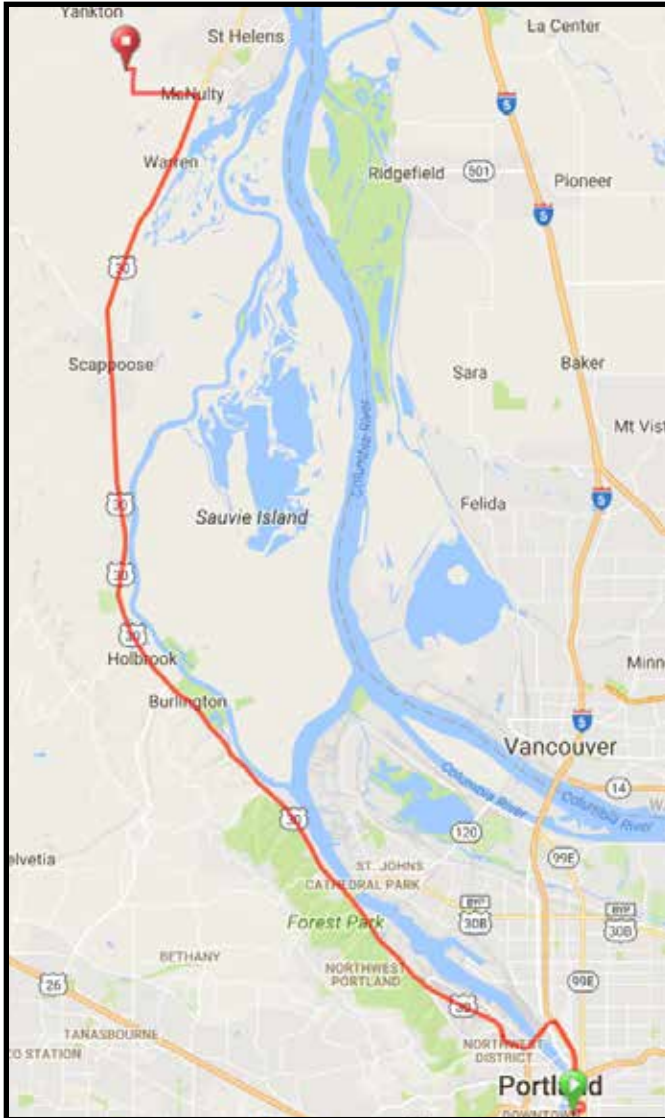 Yankton
St Helens
La Center
McNulty
5
Warren
Ridgefield
501
Pioneer
5
30
Scappoose
Sara
Baker
Mt Vist
Columbia River
30
Sauvie Island
Felida
5
30
30
Holbrook
Burlington
Minn
5
Vancouver
Columbia River
14
Columbia River
W
30
120
99E
elvetia
ST. JOHNS
CATHEDRAL PARK
BYP
30B
BYP
30B
Forest Park
BETHANY
26
NORTHWEST
PORTLAND
99E
30
TANASBOURNE
CO STATION
NORTHWEST
DISTRICT
Portland
DOWNTOWN